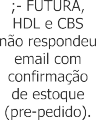 ;- FUTURA,
HDL e CBS
não respondeu
email com
confirmação
de estoque
(pre-pedido).